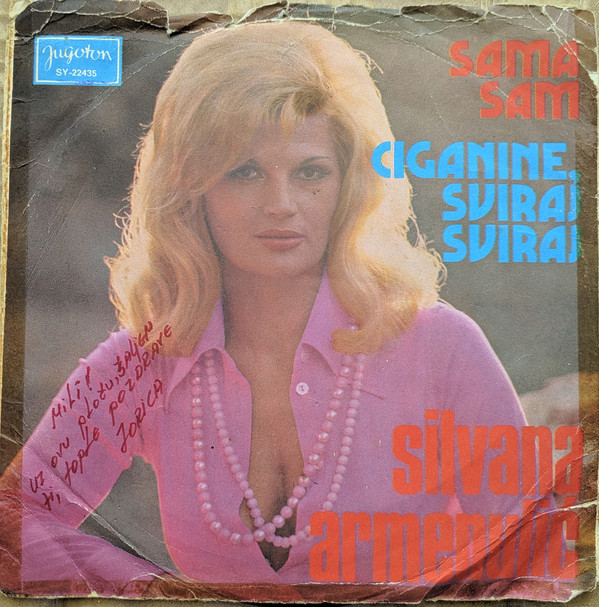 Jugoton
SY-22435
SAMA
SAM
CIGANINE,
SVIRAJ
SVIRAJ
MILI!
UZ OVU PLOČU, ŠALJEM
TI, TOPLE POZDRAVE
JORICA
silvana
armenulić